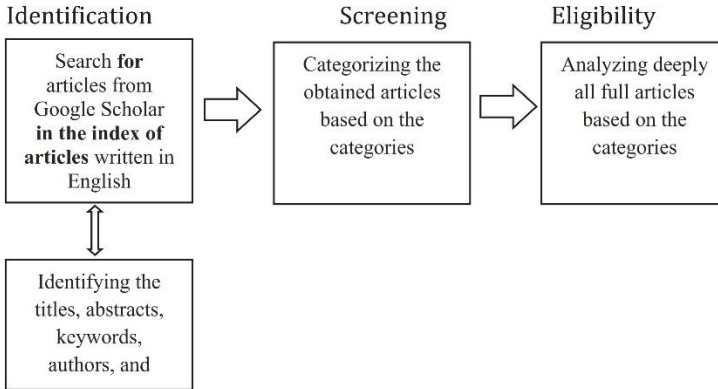 Identification
Search for
articles from
Google Scholar
in the index of
articles written in
English
Identifying the
titles, abstracts,
keywords,
authors, and
Screening
Categorizing the
obtained articles
based on the
categories
Eligibility
Analyzing deeply
all full articles
based on the
categories